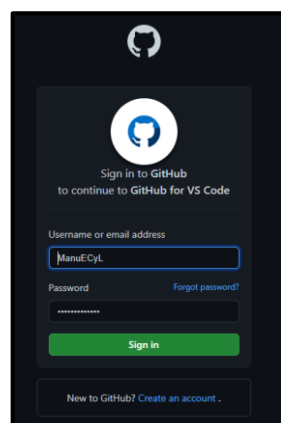 Sign in to GitHub
to continue to GitHub for VS Code
Username or email address
ManuECyL
Password Forgot password?
•••••••••••••
Sign in
New to GitHub? Create an account .